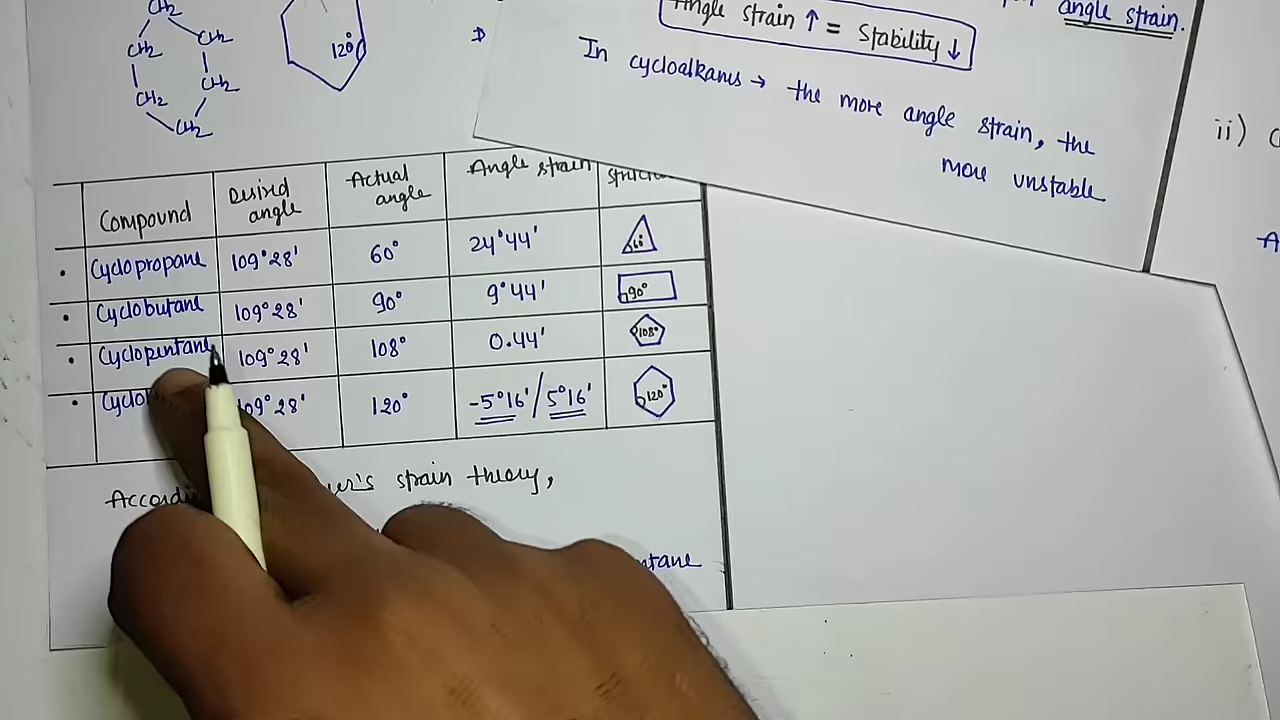 CH2
CH2 CH2
CH2 CH2
CH2
120°
⇒
angle strain.
Angle strain ↑ = Stability ↓
In cycloalkanes → the more angle strain, the
more unstable
ii)
Compound Desired angle Actual angle Angle strain
• Cyclopropane 109°28' 60° 24°44' 60°
• Cyclobutane 109°28' 90° 9°44' 90°
• Cyclopentane 109°28' 108° 0.44' 108°
• Cyclo 109°28' 120° -5°16' / 5°16' 120°
strain theory,